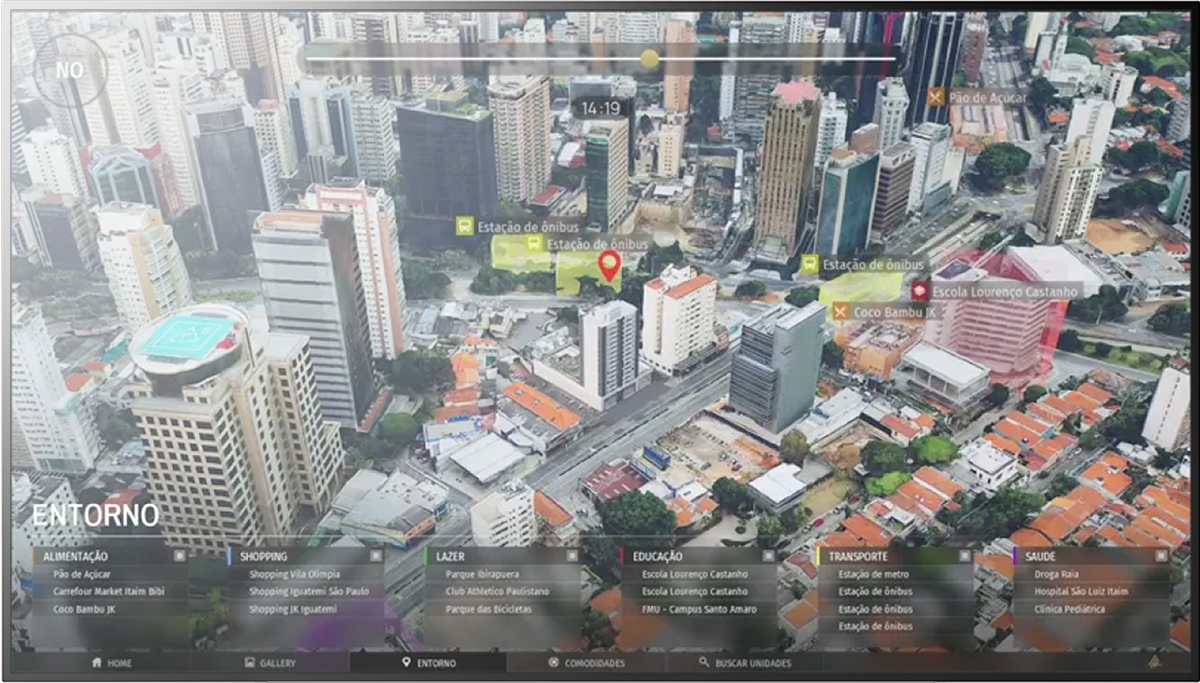 NO
14:19
Pão de Açúcar
Estação de ônibus
Estação de ônibus
Estação de ônibus
Escola Lourenço Castanho
Coco Bambu JK
ENTORNO
ALIMENTAÇÃO
Pão de Açúcar
Carrefour Market Itaim Bibi
Coco Bambu JK
SHOPPING
Shopping Vila Olímpia
Shopping Iguatemi São Paulo
Shopping JK Iguatemi
LAZER
Parque Ibirapuera
Club Athletico Paulistano
Parque das Bicicletas
EDUCAÇÃO
Escola Lourenço Castanho
Escola Lourenço Castanho
FMU - Campus Santo Amaro
TRANSPORTE
Estação de metro
Estação de ônibus
Estação de ônibus
Estação de ônibus
SAUDE
Droga Raia
Hospital São Luiz Itaim
Clínica Pediátrica
HOME
GALLERY
ENTORNO
COMODIDADES
BUSCAR UNIDADES